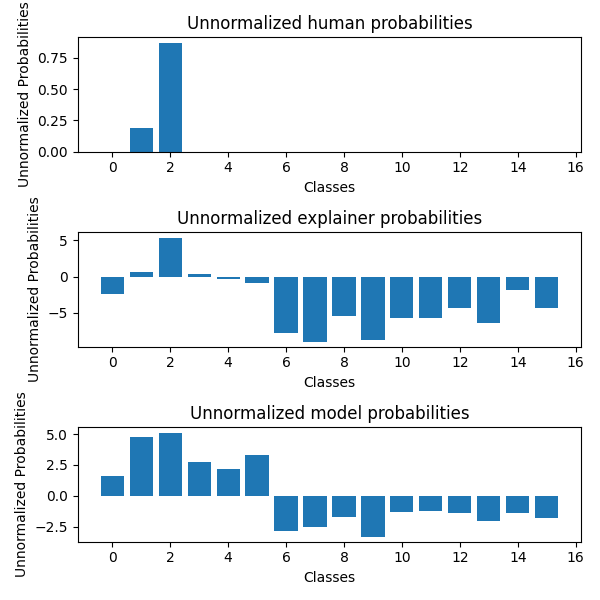 Unnormalized human probabilities
Unnormalized Probabilities
0.75
0.50
0.25
0.00
0 2 4 6 8 10 12 14 16
Classes
Unnormalized explainer probabilities
Unnormalized Probabilities
5
0
−5
0 2 4 6 8 10 12 14 16
Classes
Unnormalized model probabilities
Unnormalized Probabilities
5.0
2.5
0.0
−2.5
0 2 4 6 8 10 12 14 16
Classes